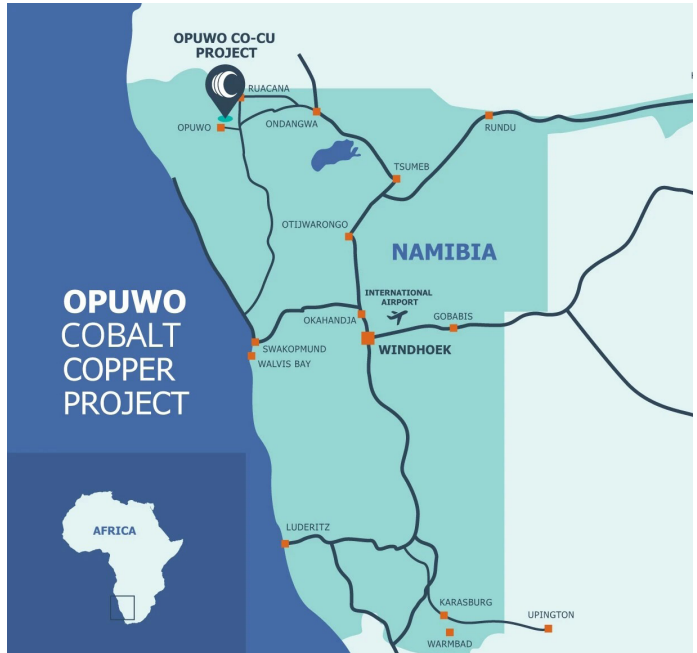 OPUWO CO-CU
PROJECT
RUACANA
OPUWO
ONDANGWA
RUNDU
TSUMEB
OTIJWARONGO
NAMIBIA
INTERNATIONAL
AIRPORT
OKAHANDJA
GOBABIS
WINDHOEK
SWAKOPMUND
WALVIS BAY
OPUWO
COBALT
COPPER
PROJECT
AFRICA
LUDERITZ
KARASBURG
UPINGTON
WARMBAD